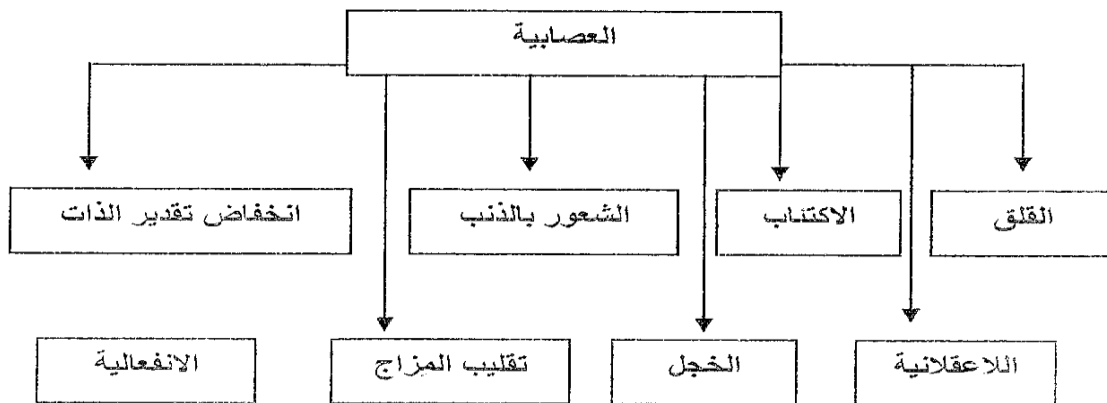 العصابية
القلق
الاكتئاب
الشعور بالذنب
انخفاض تقدير الذات
اللاعقلانية
الخجل
تقليب المزاج
الانفعالية